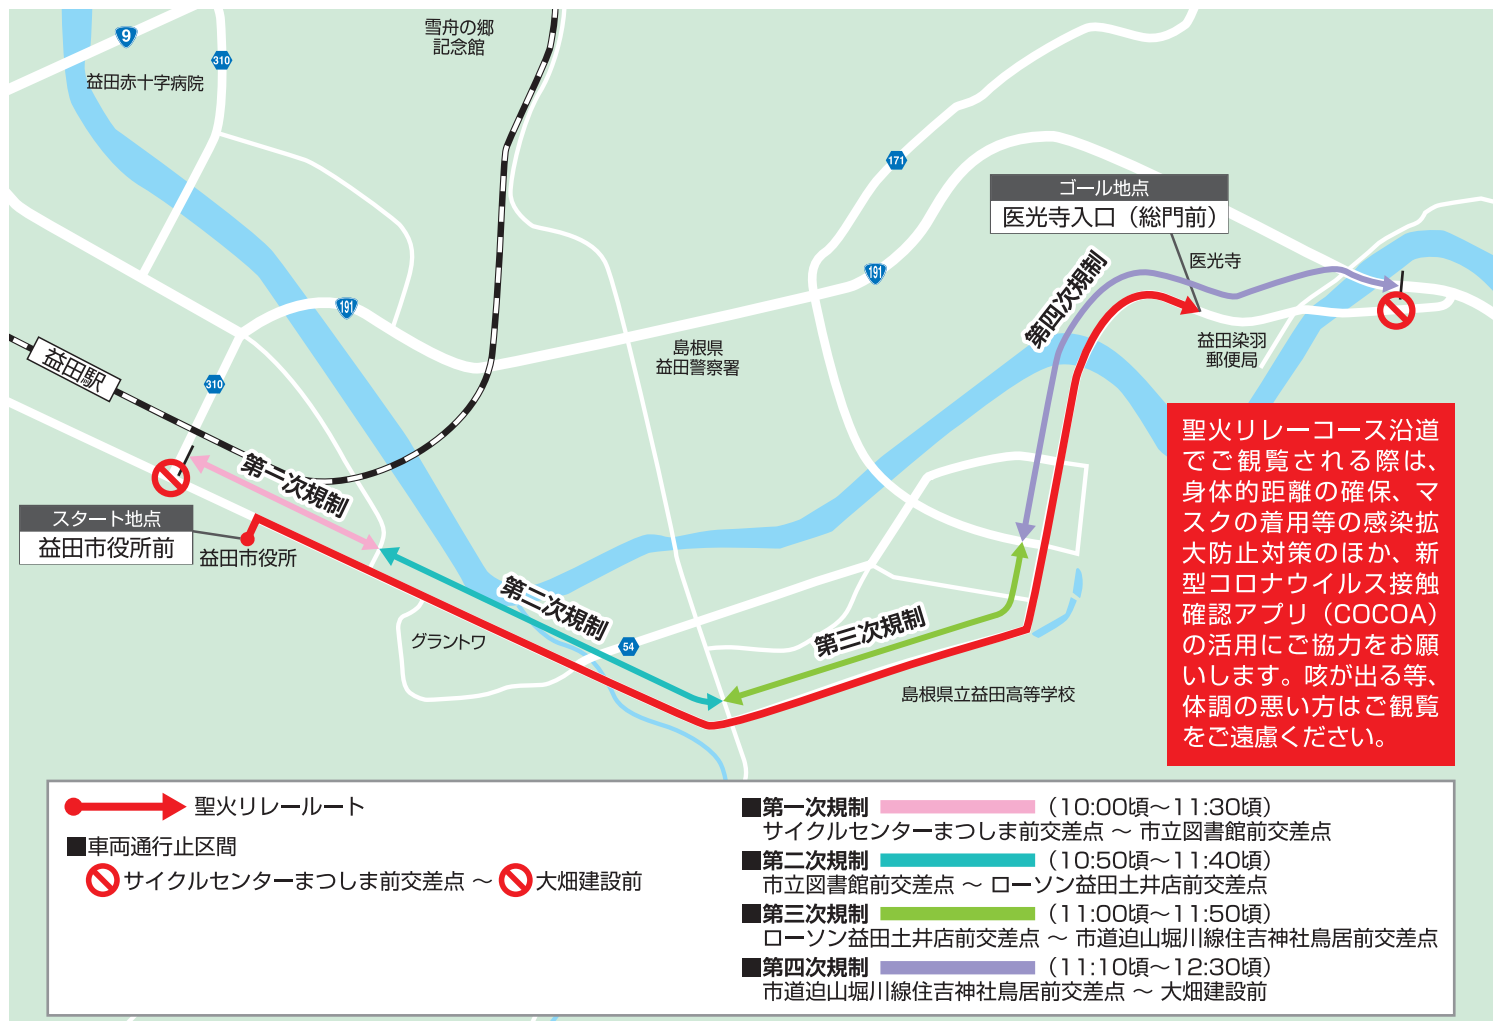 雪舟の郷
記念館
9
310
益田赤十字病院
171
ゴール地点
医光寺入口（総門前）
医光寺
191
191
第四次規制
島根県
益田警察署
益田染羽
郵便局
益田駅
310
第一次規制
スタート地点
益田市役所前
益田市役所
第二次規制
グラントワ
54
第三次規制
島根県立益田高等学校
聖火リレーコース沿道
でご観覧される際は、
身体的距離の確保、マ
スクの着用等の感染拡
大防止対策のほか、新
型コロナウイルス接触
確認アプリ（COCOA）
の活用にご協力をお願
いします。咳が出る等、
体調の悪い方はご観覧
をご遠慮ください。
聖火リレールート
■車両通行止区間
サイクルセンターまつしま前交差点 ～ 大畑建設前
■第一次規制（10:00頃～11:30頃）
サイクルセンターまつしま前交差点 ～ 市立図書館前交差点
■第二次規制（10:50頃～11:40頃）
市立図書館前交差点 ～ ローソン益田土井店前交差点
■第三次規制（11:00頃～11:50頃）
ローソン益田土井店前交差点 ～ 市道迫山堀川線住吉神社鳥居前交差点
■第四次規制（11:10頃～12:30頃）
市道迫山堀川線住吉神社鳥居前交差点 ～ 大畑建設前